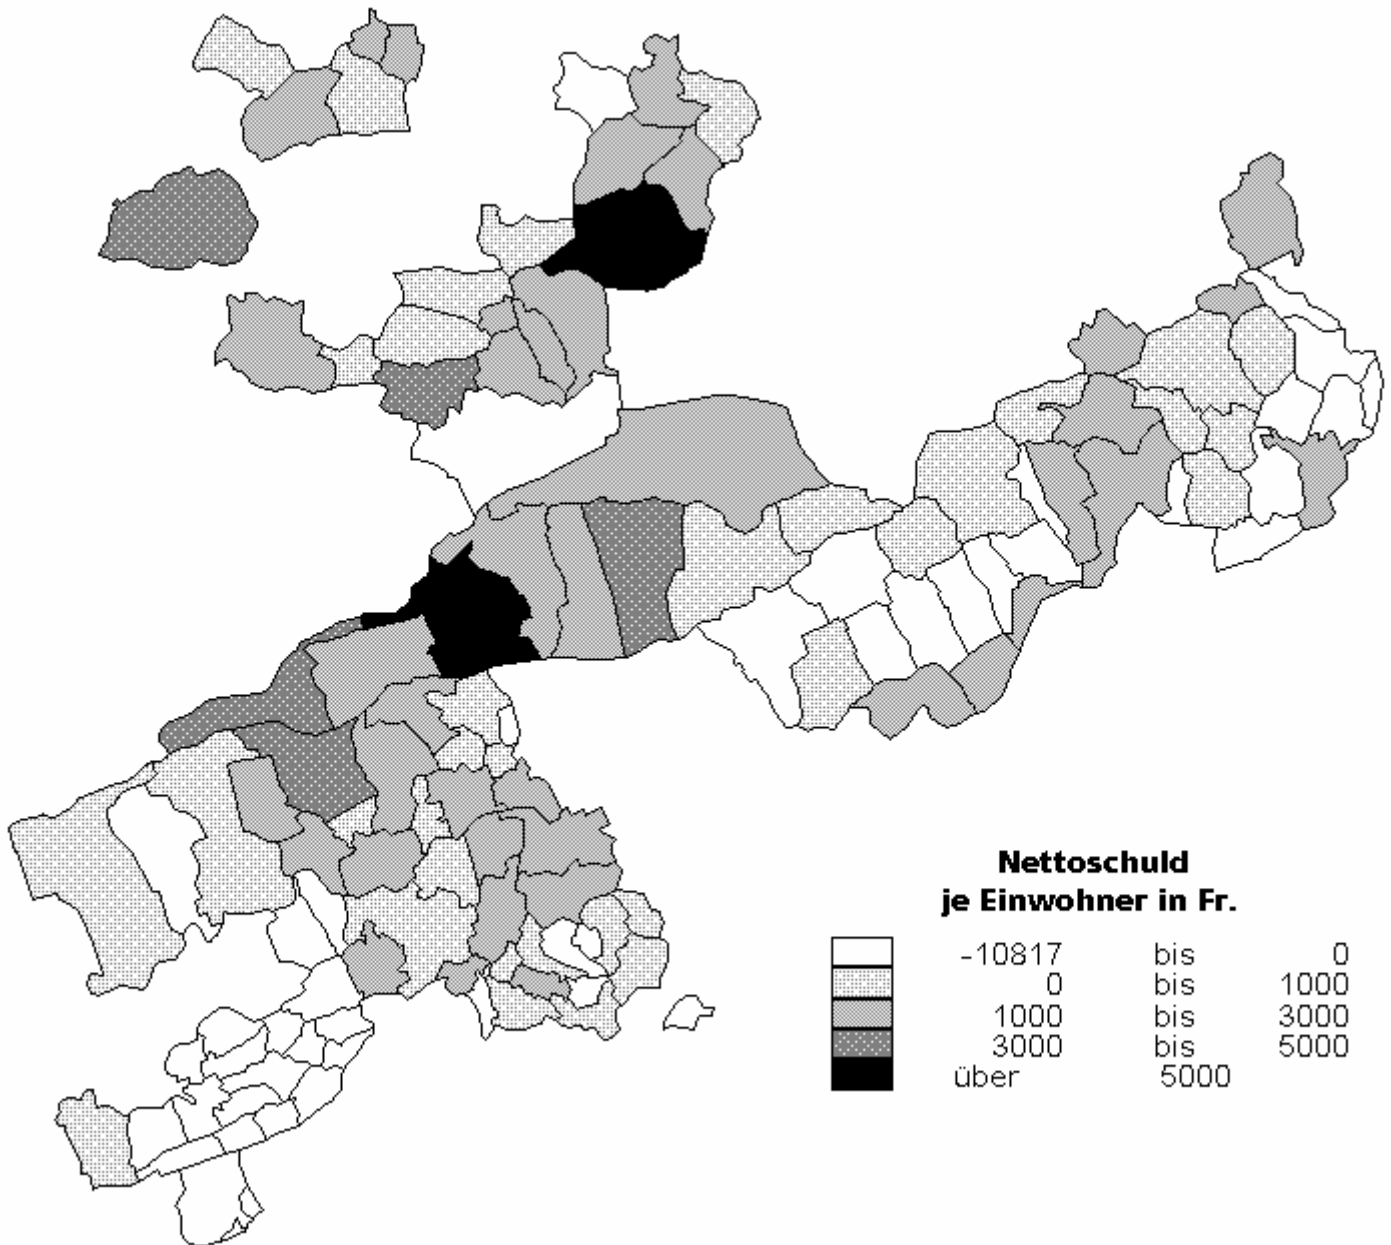 Nettoschuld
je Einwohner in Fr.
-10817 bis 0
0 bis 1000
1000 bis 3000
3000 bis 5000
über 5000